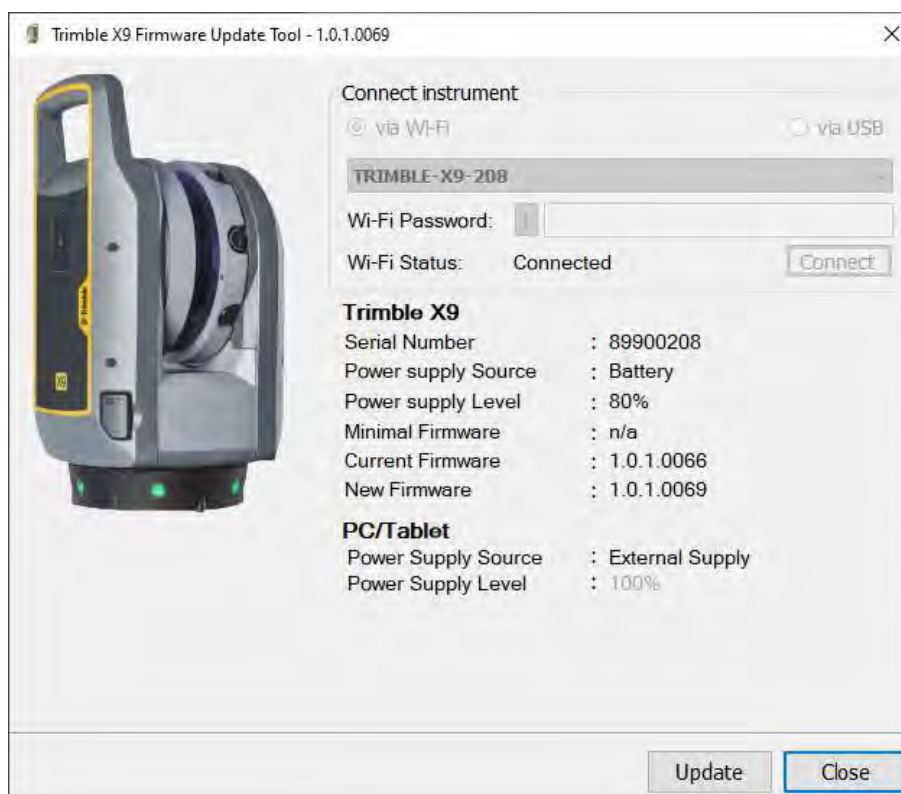 Trimble X9 Firmware Update Tool - 1.0.1.0069
Connect instrument
via Wi-Fi
via USB
TRIMBLE-X9-208
Wi-Fi Password:
Wi-Fi Status: Connected
Connect
Trimble X9
Serial Number : 89900208
Power supply Source : Battery
Power supply Level : 80%
Minimal Firmware : n/a
Current Firmware : 1.0.1.0066
New Firmware : 1.0.1.0069
PC/Tablet
Power Supply Source : External Supply
Power Supply Level : 100%
Trimble
X9
Update
Close